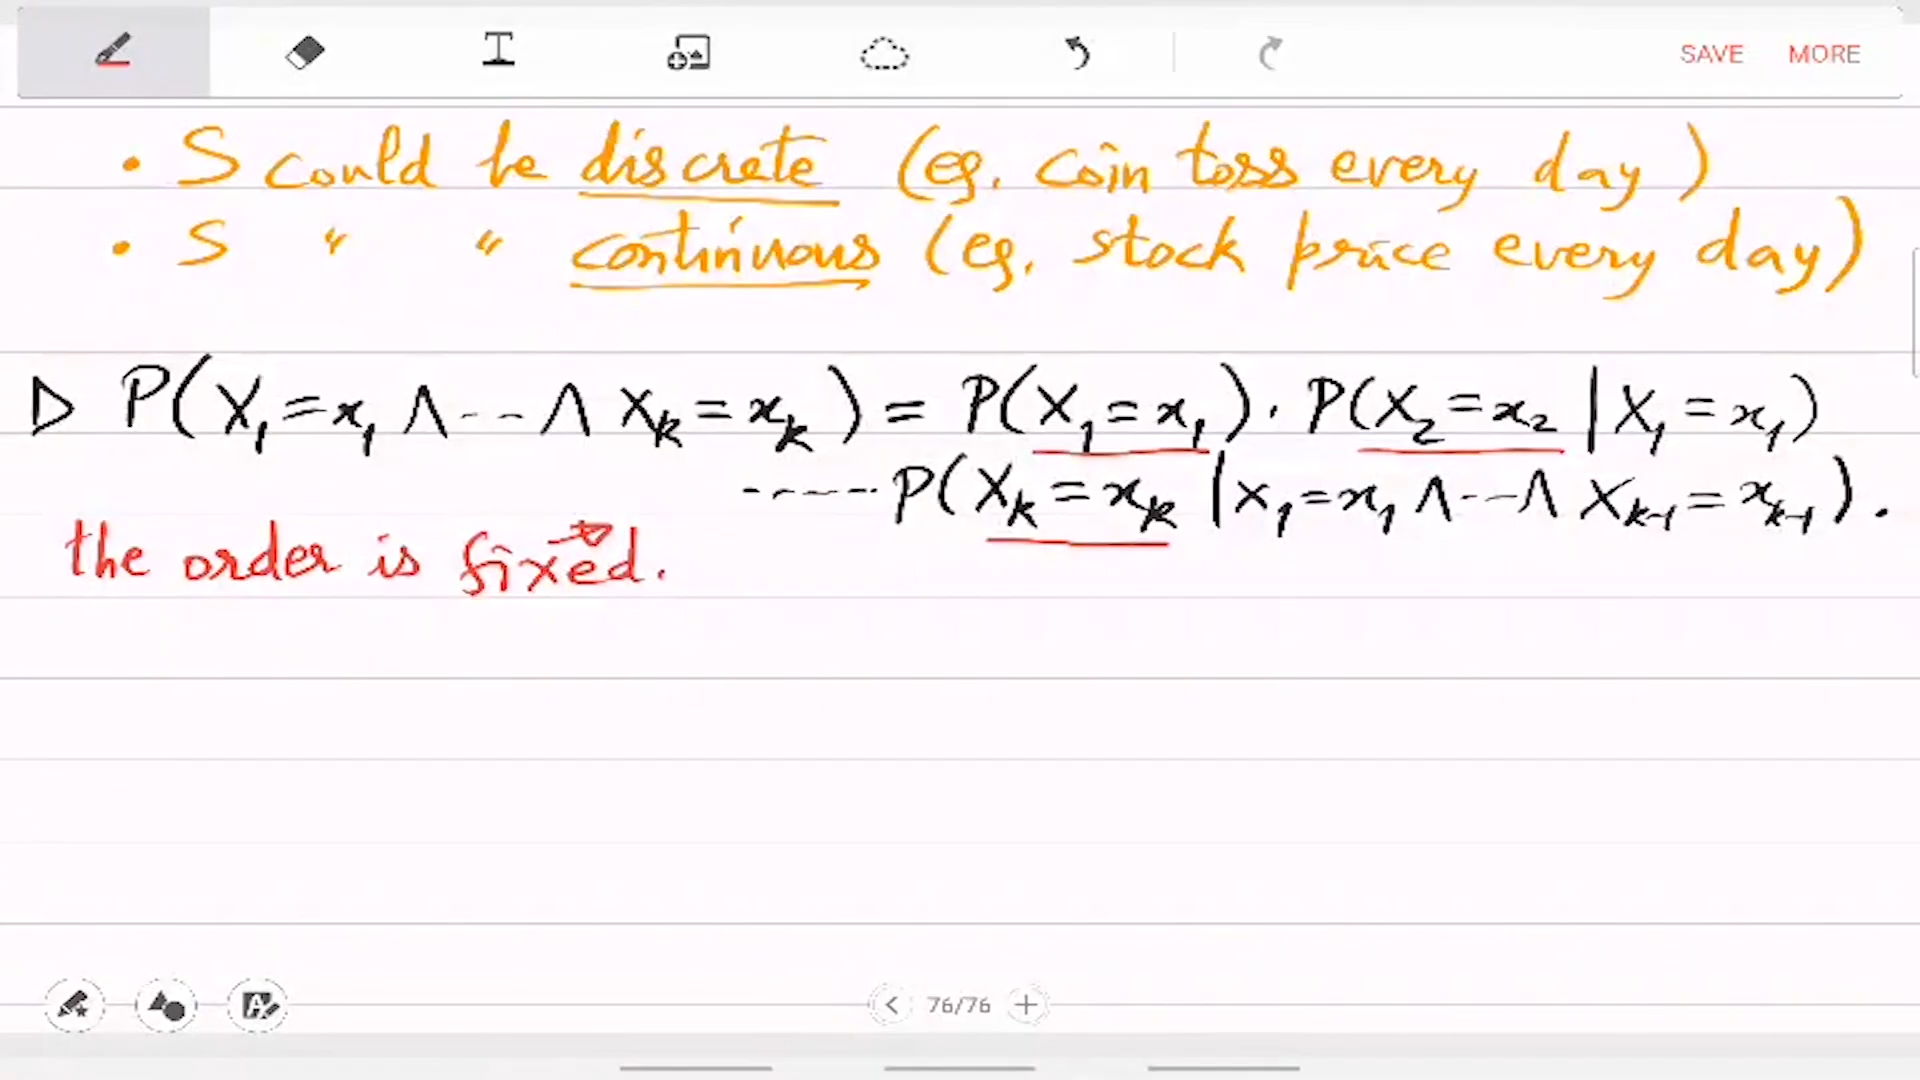 SAVE MORE
• S could be discrete (eg. coin toss every day)
• S " " continuous (eg. stock price every day)
▷ P(X₁=x₁ ∧--∧ Xₖ=xₖ) = P(X₁=x₁). P(X₂=x₂ | X₁=x₁)
----- P(Xₖ=xₖ | X₁=x₁ ∧--∧ Xₖ₋₁=xₖ₋₁).
the order is fixed.
76/76